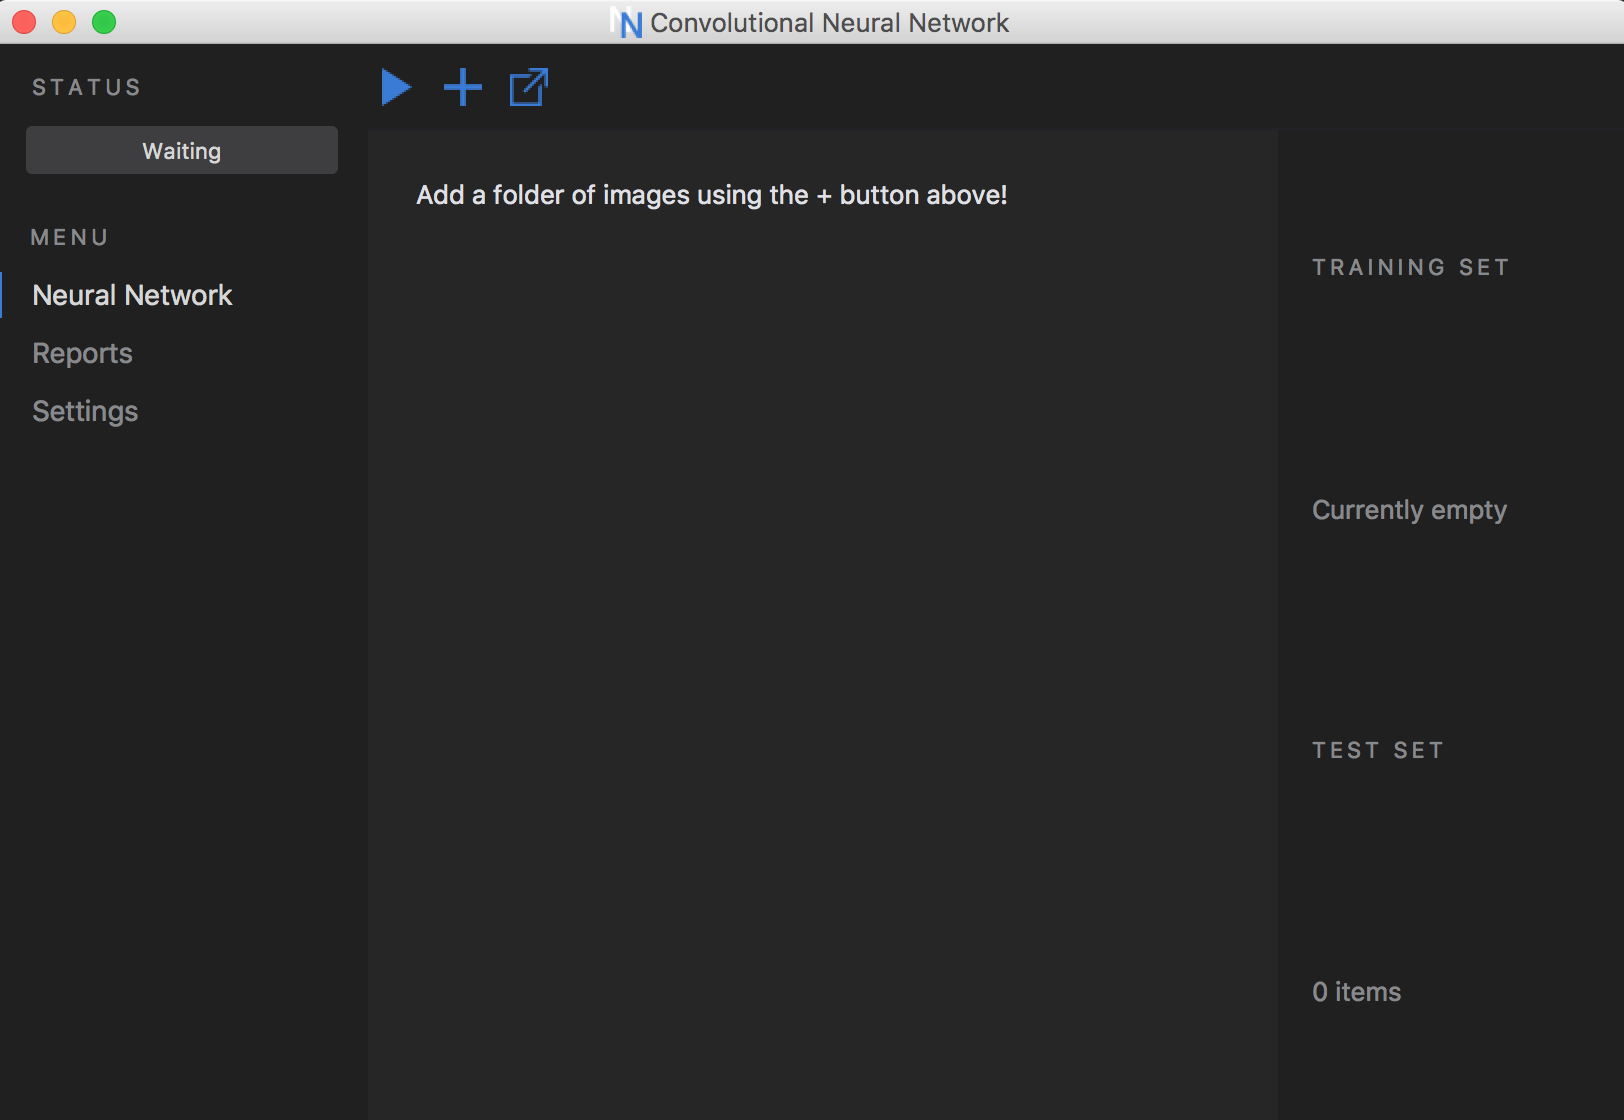 NN Convolutional Neural Network
STATUS
Waiting
MENU
Neural Network
Reports
Settings
Add a folder of images using the + button above!
TRAINING SET
Currently empty
TEST SET
0 items